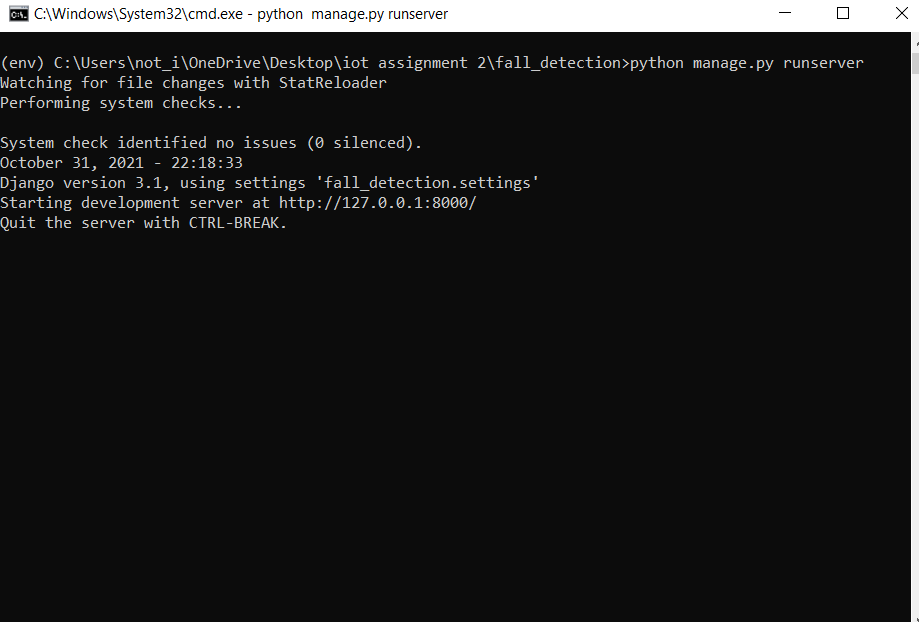 C:\Windows\System32\cmd.exe - python  manage.py runserver
(env) C:\Users\not_i\OneDrive\Desktop\iot assignment 2\fall_detection>python manage.py runserver
Watching for file changes with StatReloader
Performing system checks...
System check identified no issues (0 silenced).
October 31, 2021 - 22:18:33
Django version 3.1, using settings 'fall_detection.settings'
Starting development server at http://127.0.0.1:8000/
Quit the server with CTRL-BREAK.